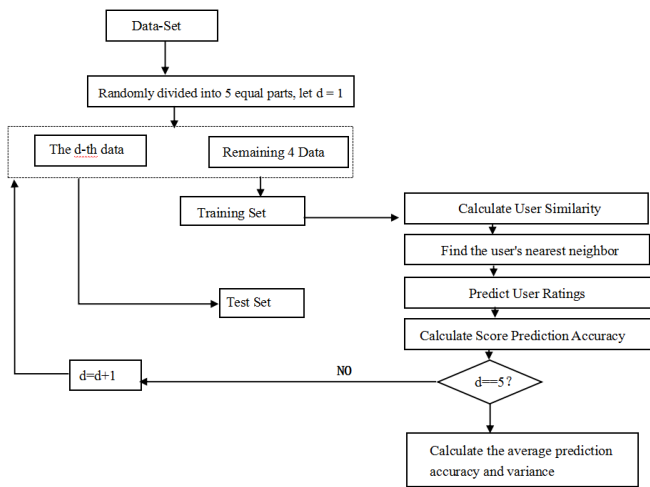 Data-Set
Randomly divided into 5 equal parts, let d = 1
The d-th data
Remaining 4 Data
Training Set
Calculate User Similarity
Find the user's nearest neighbor
Predict User Ratings
Test Set
Calculate Score Prediction Accuracy
d=d+1
NO
d==5?
Calculate the average prediction
accuracy and variance